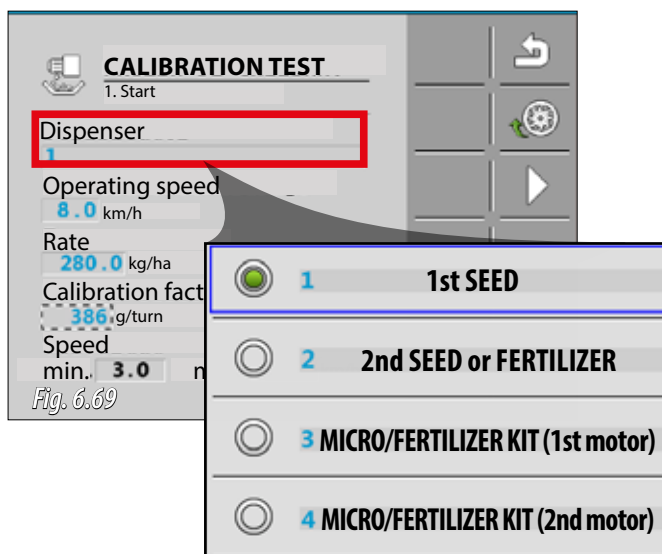 CALIBRATION TEST
1. Start
Dispenser
1
Operating speed
8.0 km/h
Rate
280.0 kg/ha
Calibration fact
386 g/turn
Speed
min. 3.0
Fig. 6.69
1 1st SEED
2 2nd SEED or FERTILIZER
3 MICRO/FERTILIZER KIT (1st motor)
4 MICRO/FERTILIZER KIT (2nd motor)